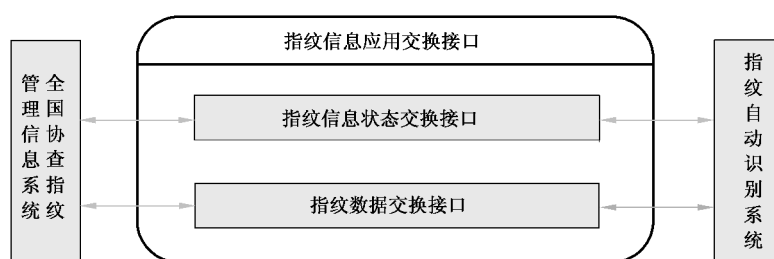 指纹信息应用交换接口
全国协查指纹
管理信息系统
指纹信息状态交换接口
指纹数据交换接口
指纹自动识别系统